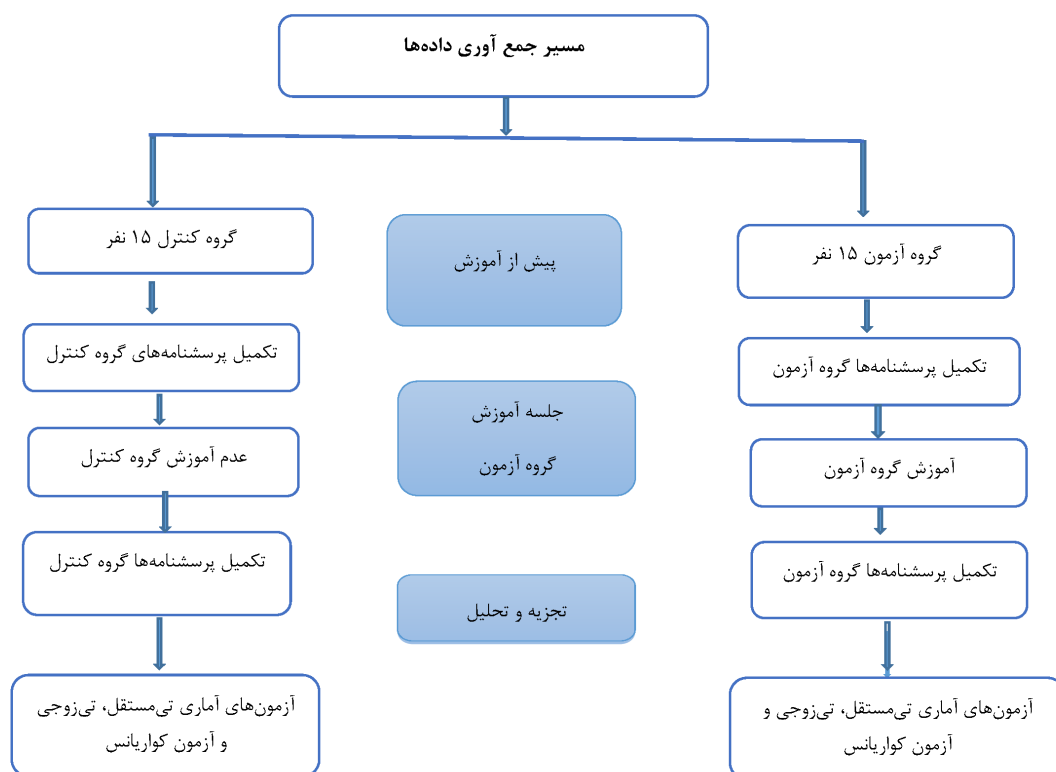 مسیر جمع آوری داده‌ها
گروه آزمون ۱۵ نفر
پیش از آموزش
گروه کنترل ۱۵ نفر
تکمیل پرسشنامه‌ها گروه آزمون
تکمیل پرسشنامه‌های گروه کنترل
جلسه آموزش
گروه آزمون
آموزش گروه آزمون
عدم آموزش گروه کنترل
تکمیل پرسشنامه‌ها گروه آزمون
تکمیل پرسشنامه‌ها گروه کنترل
تجزیه و تحلیل
آزمون‌های آماری تی‌مستقل، تی‌زوجی و
آزمون کواریانس
آزمون‌های آماری تی‌مستقل، تی‌زوجی
و آزمون کواریانس